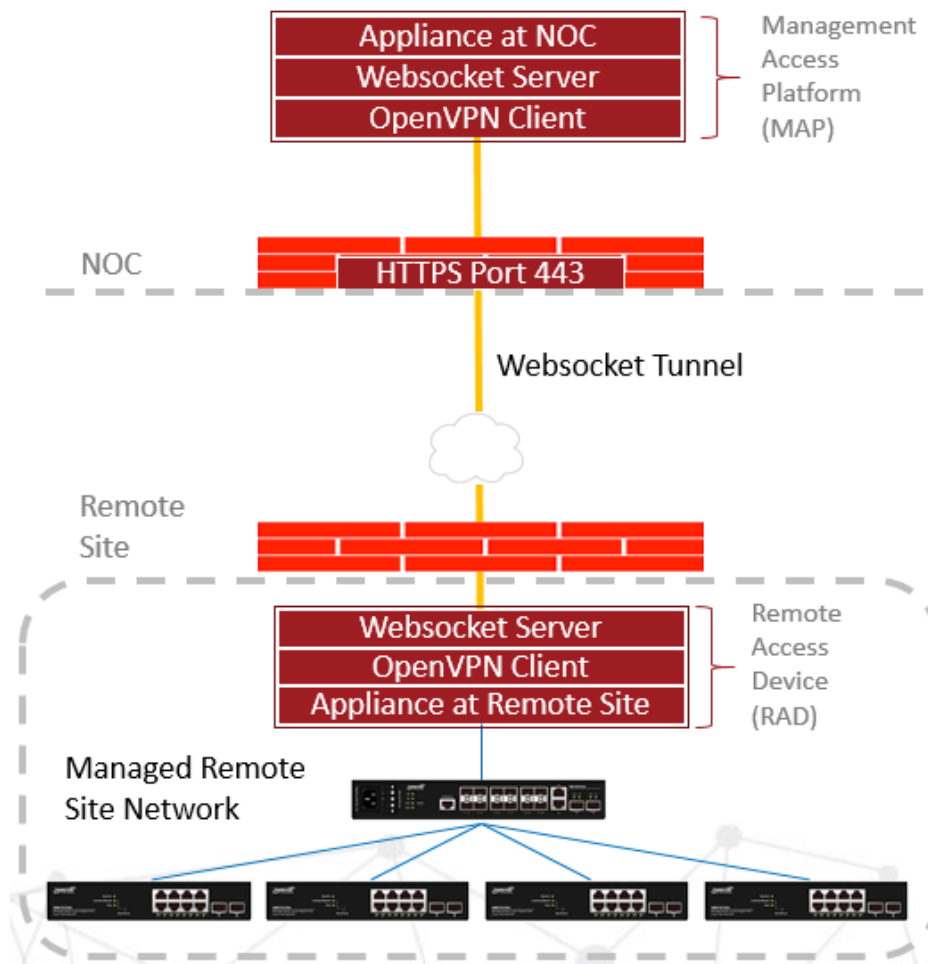 Appliance at NOC
Websocket Server
OpenVPN Client
Management
Access
Platform
(MAP)
NOC
HTTPS Port 443
Websocket Tunnel
Remote
Site
Websocket Server
OpenVPN Client
Appliance at Remote Site
Remote
Access
Device
(RAD)
Managed Remote
Site Network